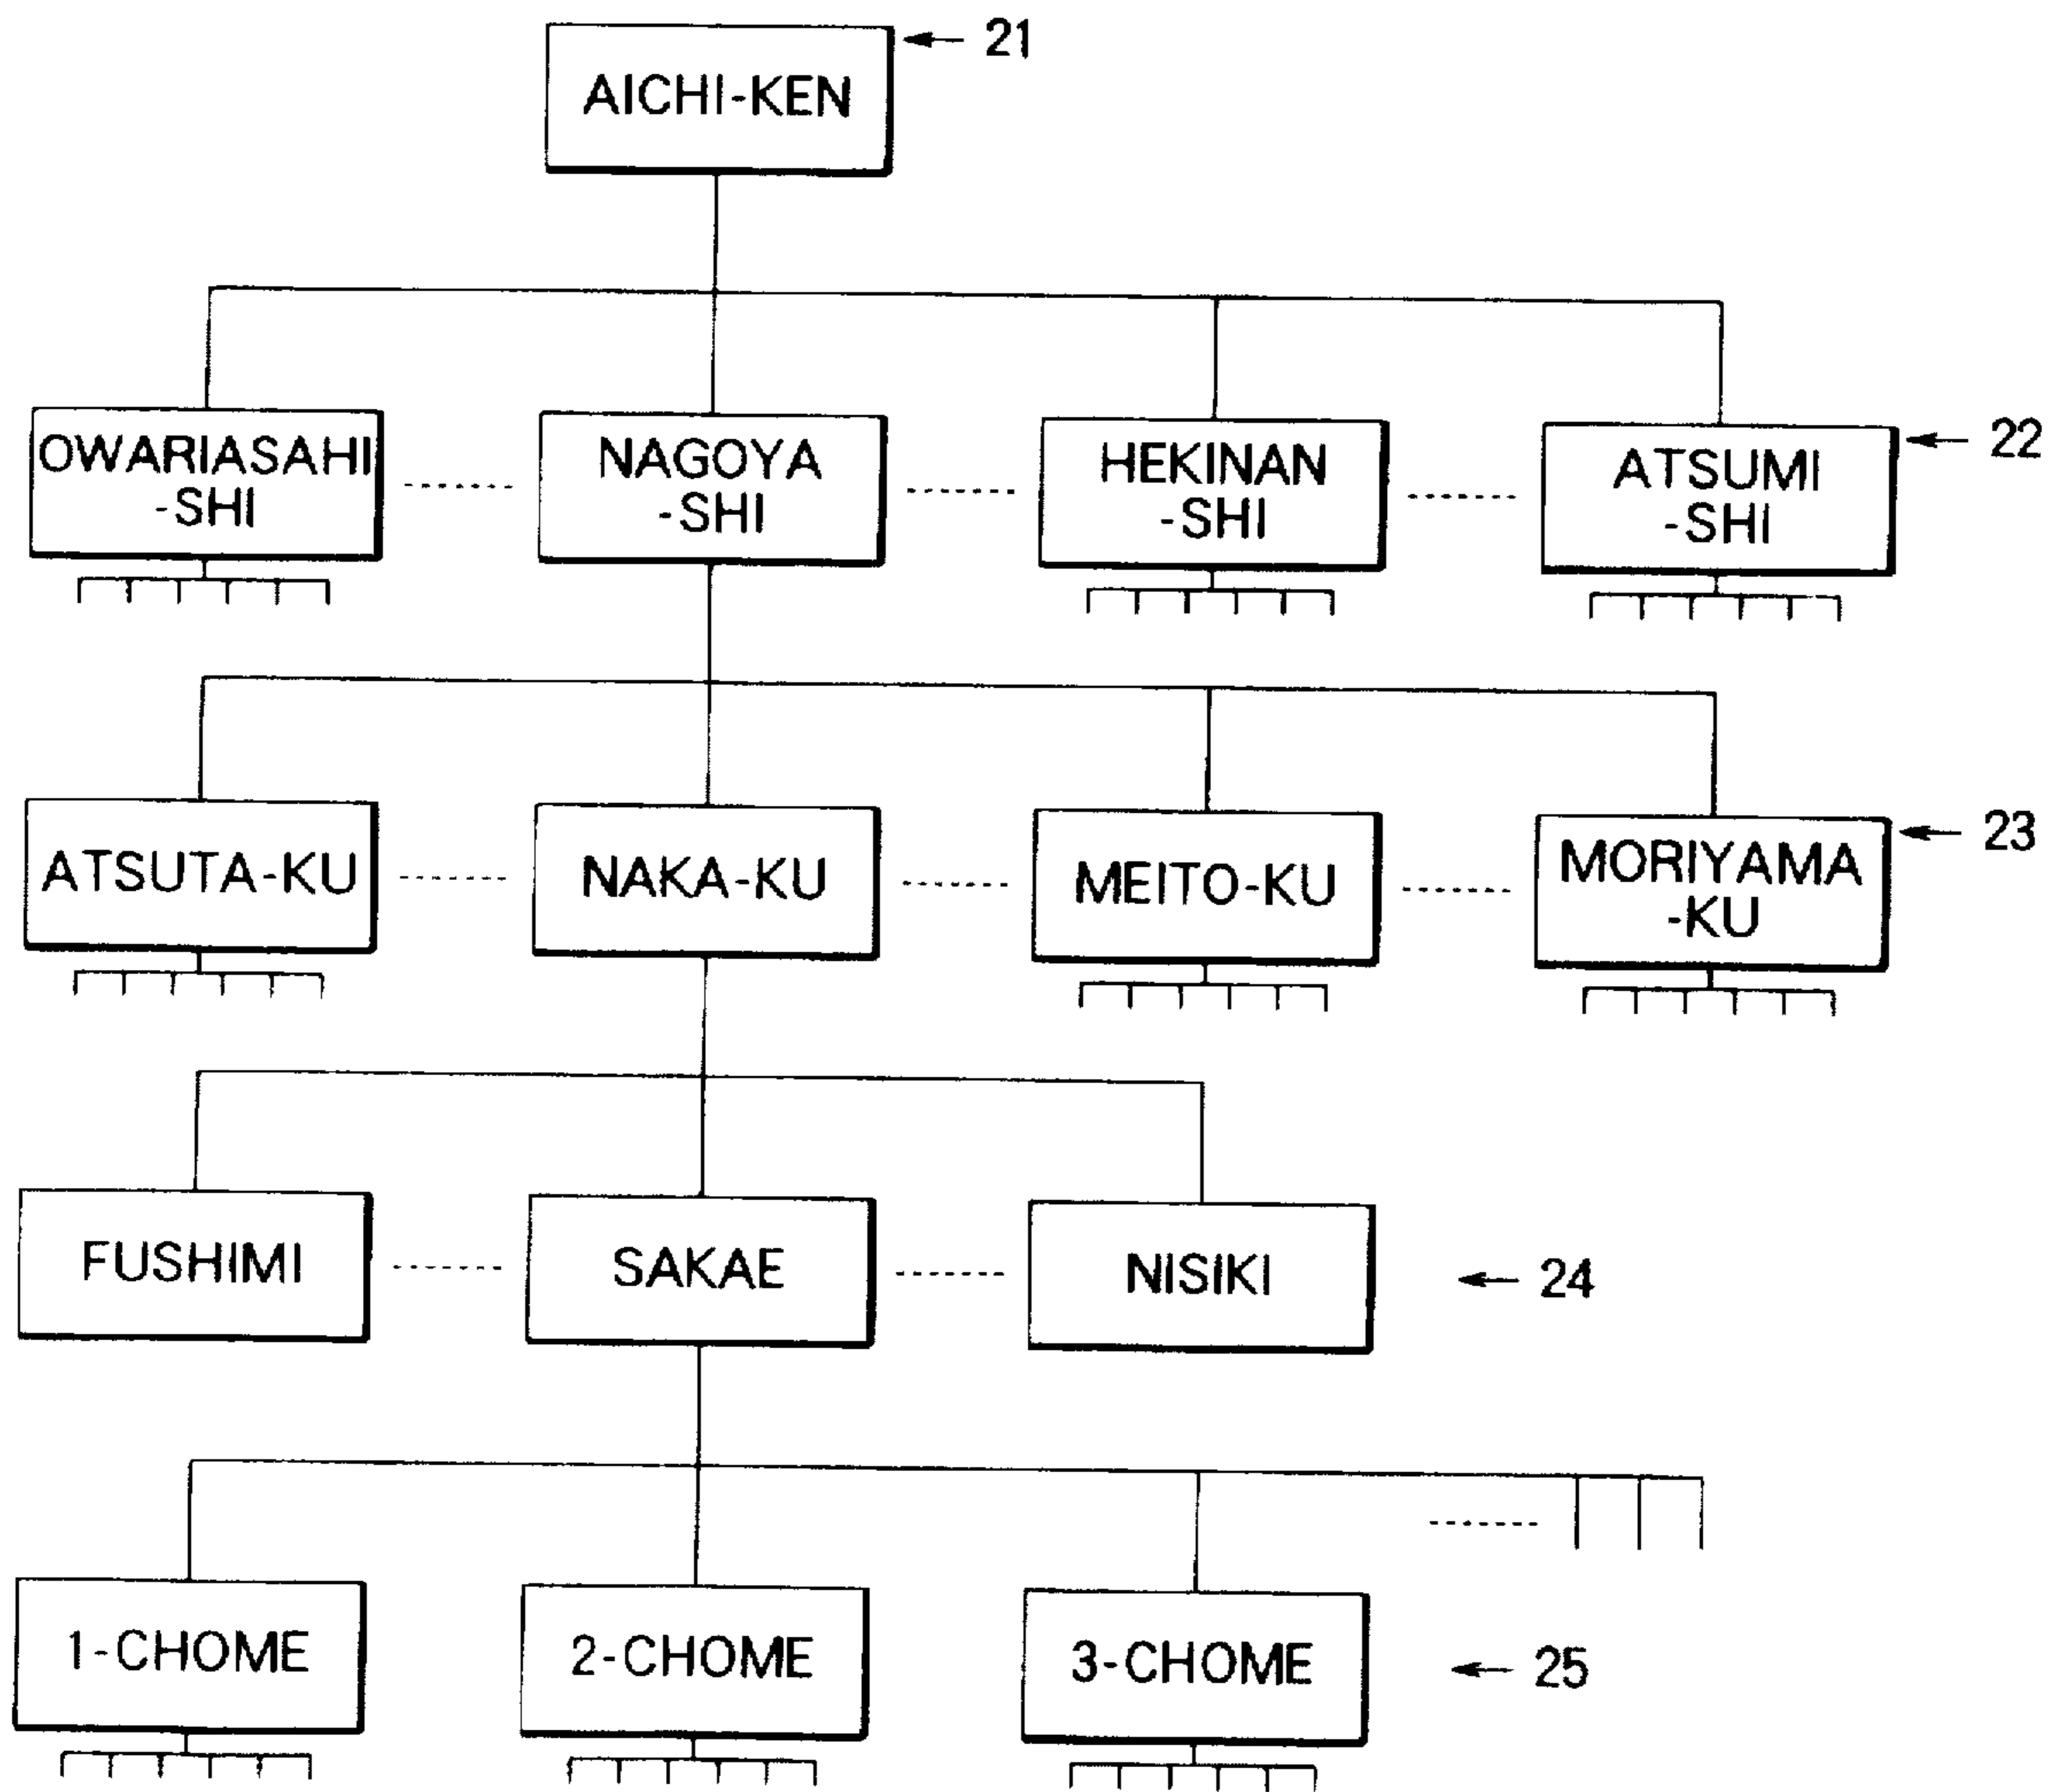 AICHI-KEN
21
OWARIASAHI
-SHI
NAGOYA
-SHI
HEKINAN
-SHI
ATSUMI
-SHI
22
ATSUTA-KU
NAKA-KU
MEITO-KU
MORIYAMA
-KU
23
FUSHIMI
SAKAE
NISIKI
24
1-CHOME
2-CHOME
3-CHOME
25